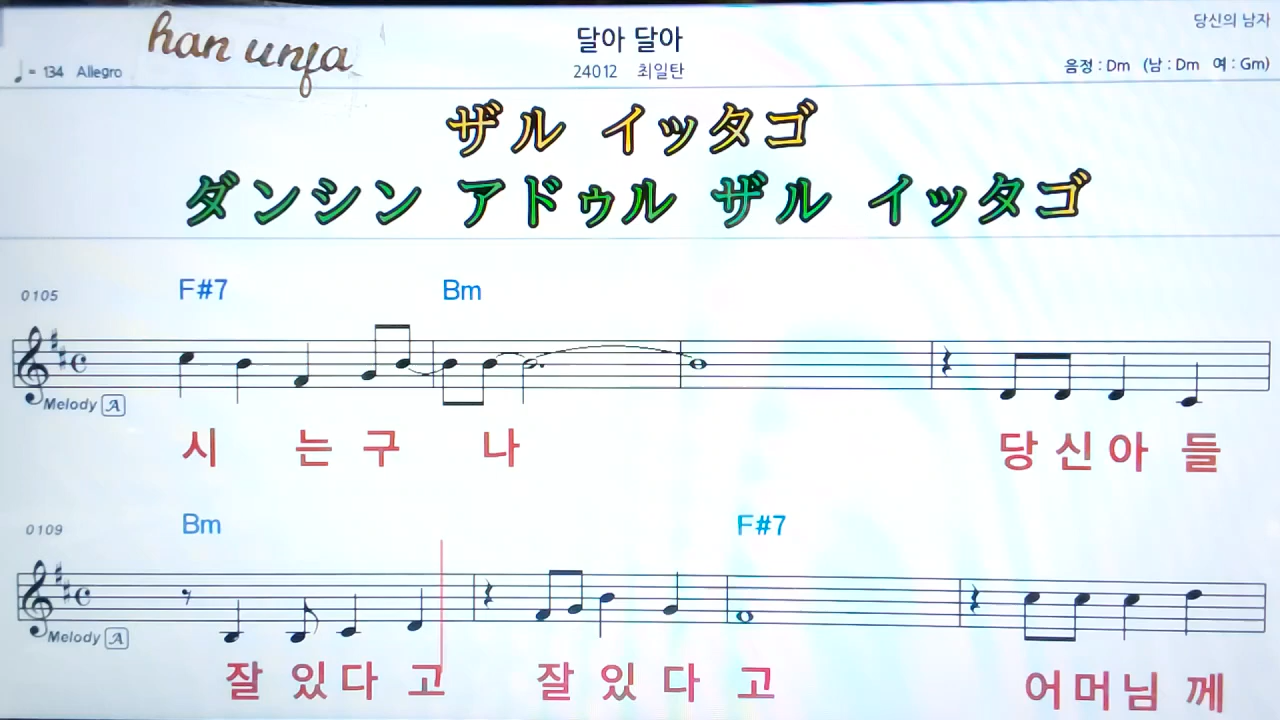 han unfa
달아 달아
당신의 남자
♩= 134 Allegro
24012 최일탄
음정 : Dm (남 : Dm 여 : Gm)
ザル イッタゴ
ダンシン アドゥル ザル イッタゴ
0105 F#7 Bm
Melody A
시 는 구 나 당 신 아 들
0109 Bm F#7
Melody A
잘 있 다 고 잘 있 다 고 어 머 님 께